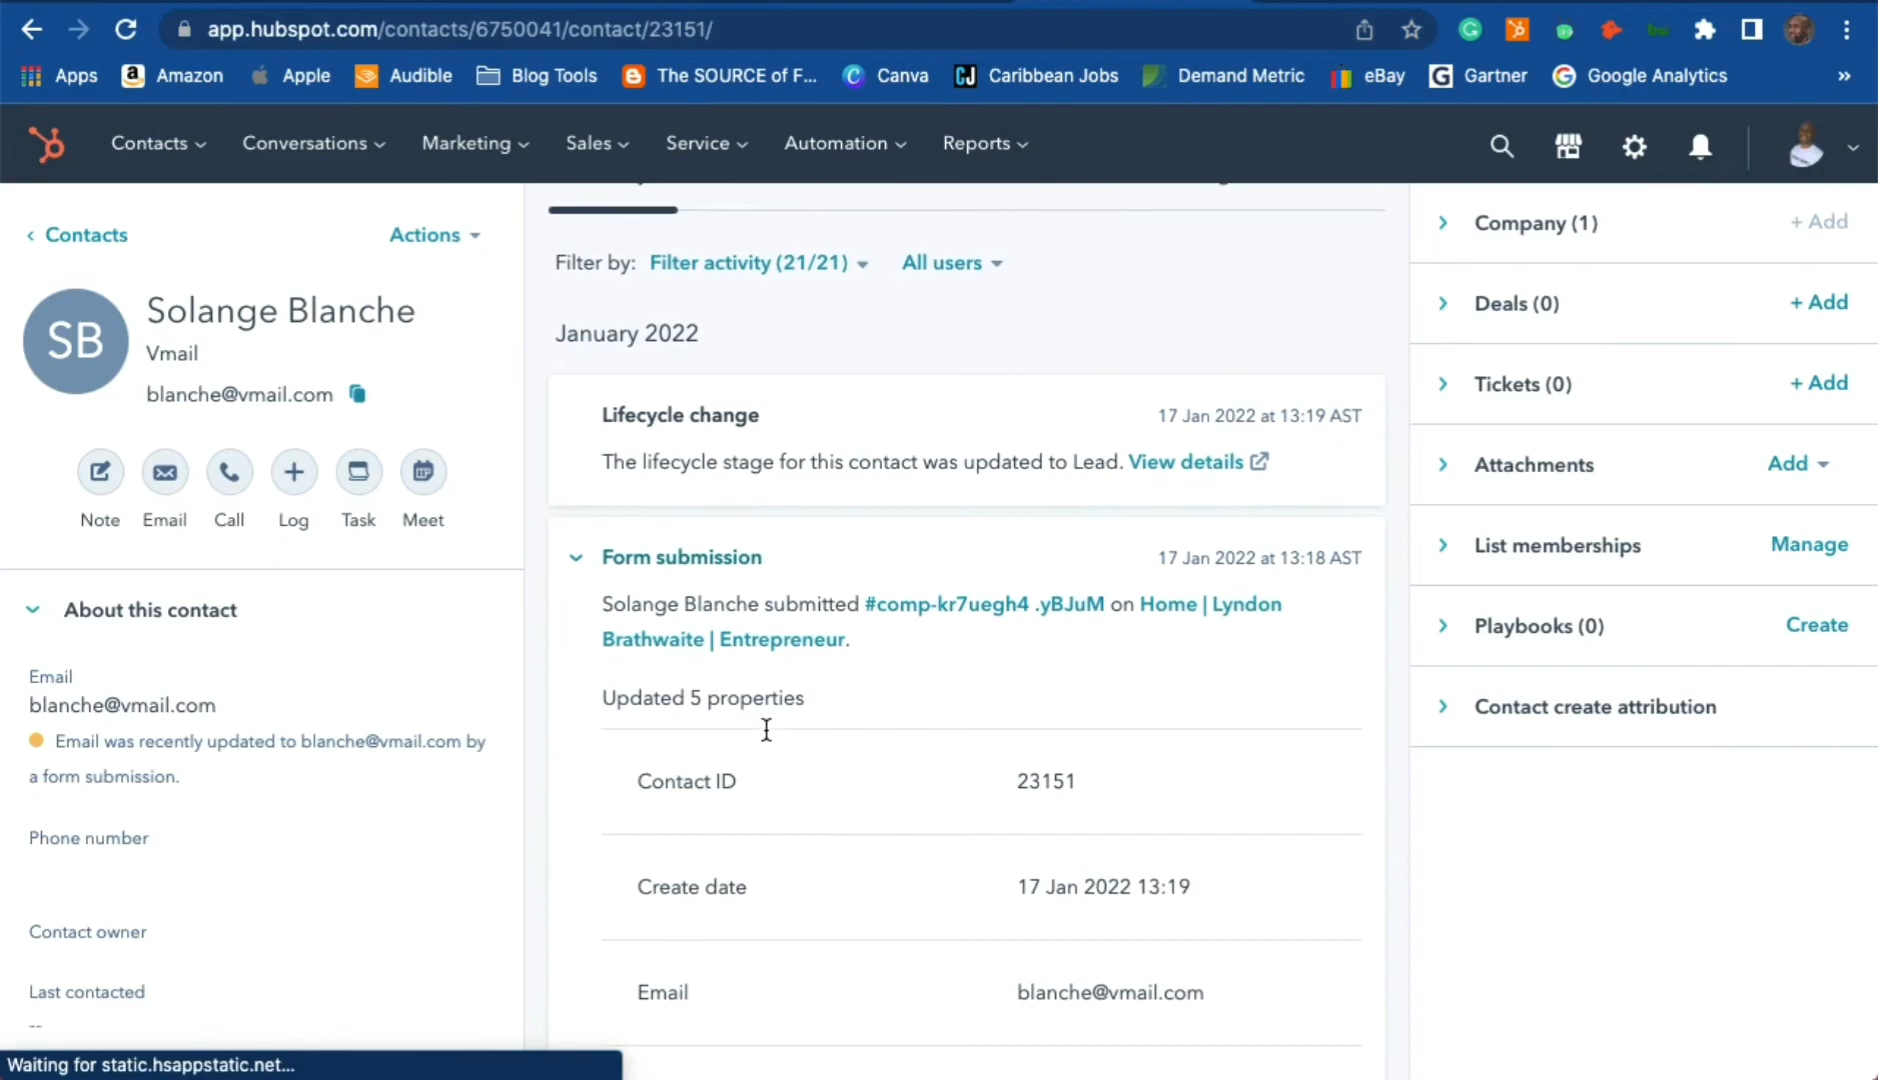 app.hubspot.com/contacts/6750041/contact/23151/
Apps Amazon Apple Audible Blog Tools The SOURCE of F... Canva Caribbean Jobs Demand Metric eBay Gartner Google Analytics »
Contacts Conversations Marketing Sales Service Automation Reports
Contacts
Actions
SB
Solange Blanche
Vmail
blanche@vmail.com
Note Email Call Log Task Meet
About this contact
Email
blanche@vmail.com
Email was recently updated to blanche@vmail.com by
a form submission.
Phone number
Contact owner
Last contacted
--
Waiting for static.hsappstatic.net...
Filter by: Filter activity (21/21) All users
January 2022
Lifecycle change 17 Jan 2022 at 13:19 AST
The lifecycle stage for this contact was updated to Lead. View details
Form submission 17 Jan 2022 at 13:18 AST
Solange Blanche submitted #comp-kr7uegh4 .yBJuM on Home | Lyndon
Brathwaite | Entrepreneur.
Updated 5 properties
Contact ID 23151
Create date 17 Jan 2022 13:19
Email blanche@vmail.com
Company (1) + Add
Deals (0) + Add
Tickets (0) + Add
Attachments Add
List memberships Manage
Playbooks (0) Create
Contact create attribution